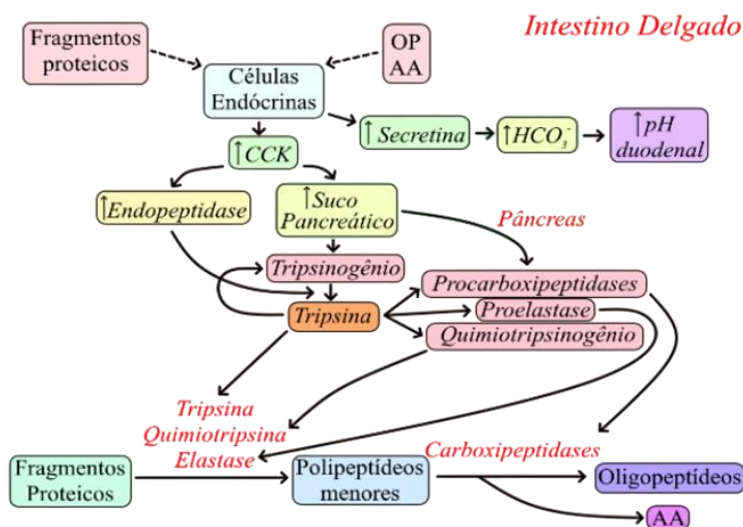 Intestino Delgado
Fragmentos
proteicos
OP
AA
Células
Endócrinas
↑Secretina
↑HCO₃⁻
↑pH
duodenal
↑CCK
↑Endopeptidase
↑Suco
Pancreático
Pâncreas
Tripsinogênio
Procarboxipeptidases
Tripsina
Proelastase
Quimiotripsinogênio
Tripsina
Quimiotripsina
Elastase
Carboxipeptidases
Fragmentos
Proteicos
Polipeptídeos
menores
Oligopeptídeos
AA